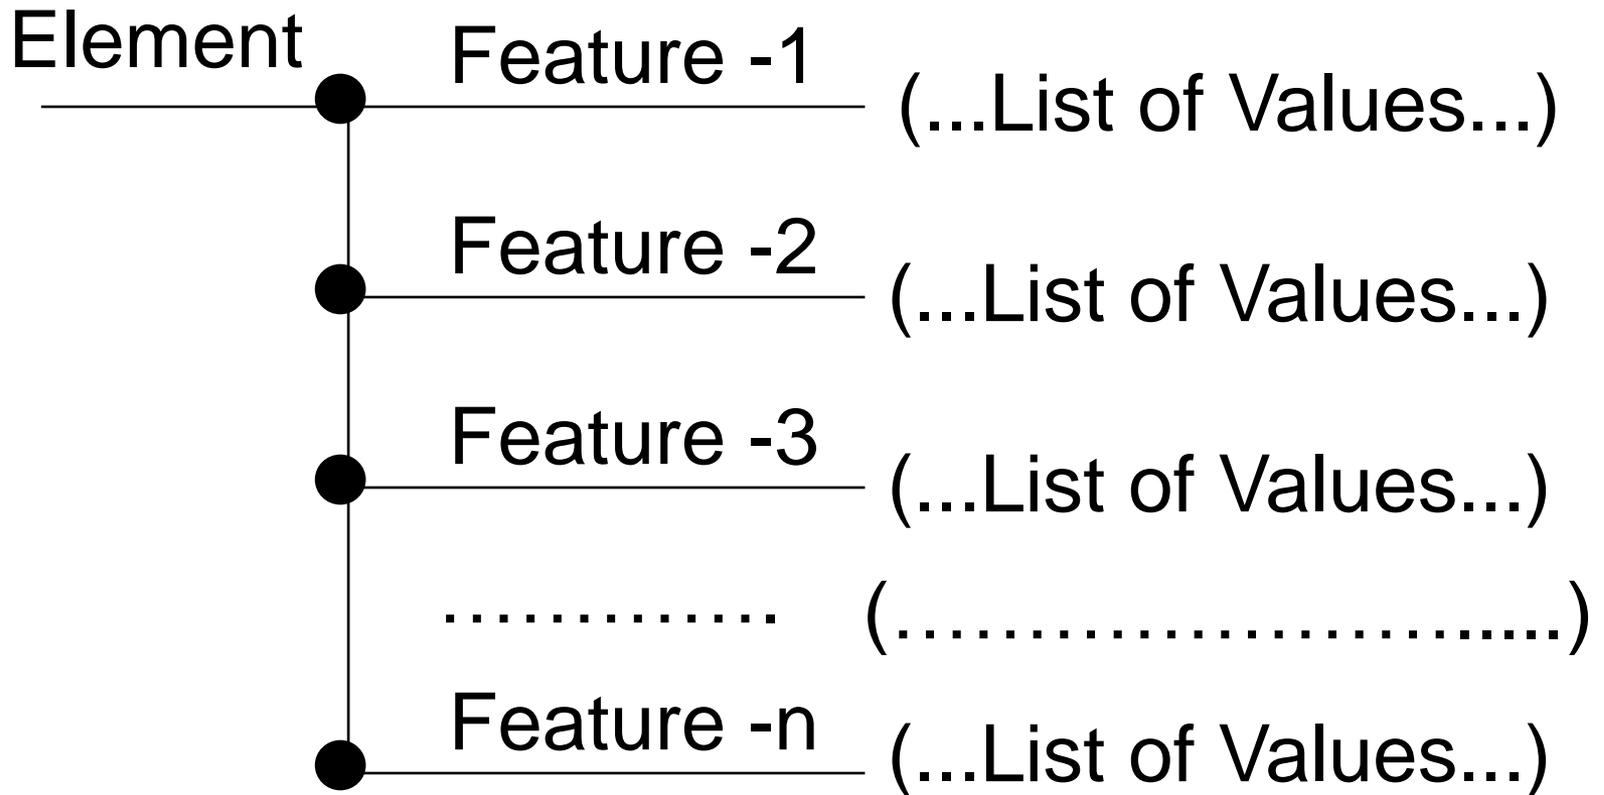 Element
Feature -1
(...List of Values...)
Feature -2
(...List of Values...)
Feature -3
(...List of Values...)
.............
(..........................)
Feature -n
(...List of Values...)